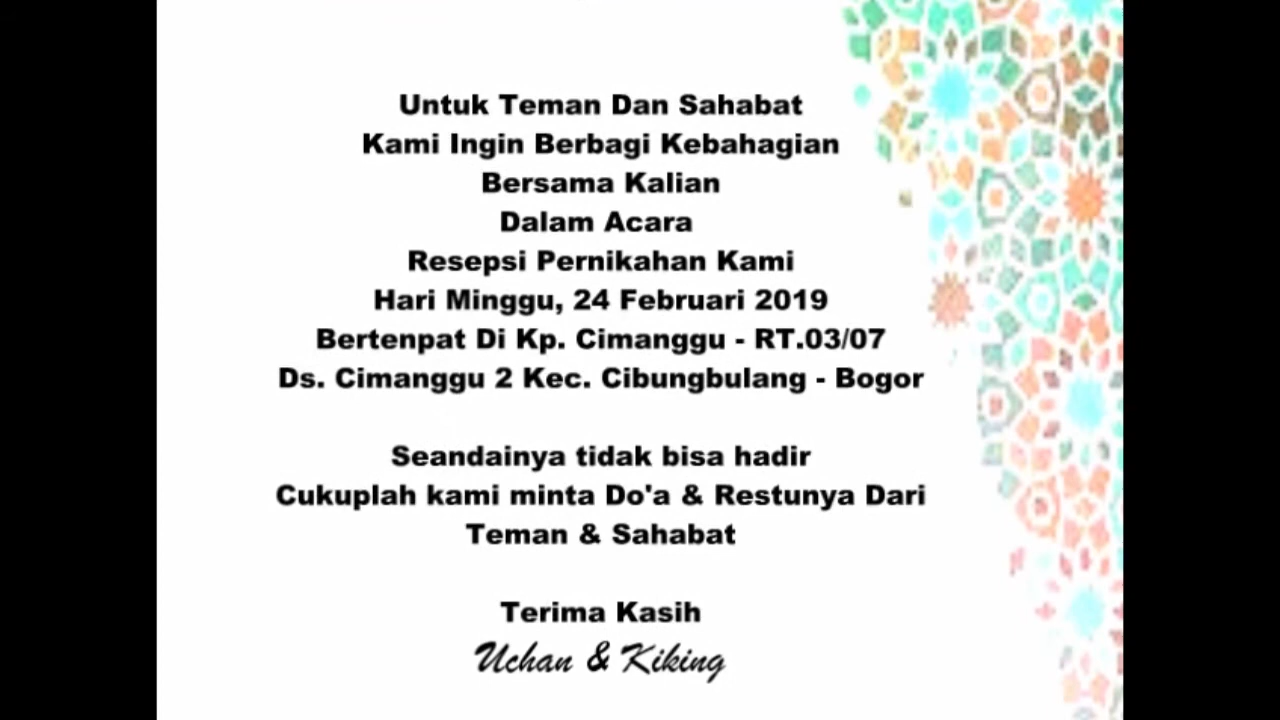 Untuk Teman Dan Sahabat
Kami Ingin Berbagi Kebahagian
Bersama Kalian
Dalam Acara
Resepsi Pernikahan Kami
Hari Minggu, 24 Februari 2019
Bertenpat Di Kp. Cimanggu - RT.03/07
Ds. Cimanggu 2 Kec. Cibungbulang - Bogor
Seandainya tidak bisa hadir
Cukuplah kami minta Do'a & Restunya Dari
Teman & Sahabat
Terima Kasih
Uchan & Kiking